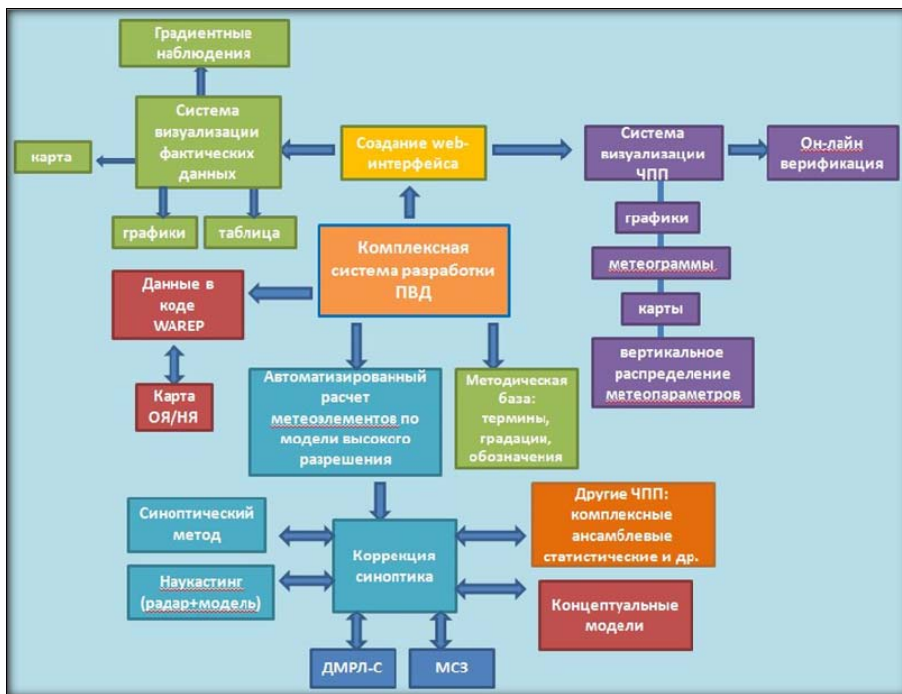 Градиентные
наблюдения
Система
визуализации
фактических
данных
карта
графики
таблица
Создание web-
интерфейса
Система
визуализации
ЧПП
Он-лайн
верификация
графики
метеограммы
карты
вертикальное
распределение
метеопараметров
Комплексная
система разработки
ПВД
Данные в
коде
WAREP
Карта
ОЯ/НЯ
Автоматизированный
расчет
метеоэлементов по
модели высокого
разрешения
Методическая
база:
термины,
градации,
обозначения
Синоптический
метод
Наукастинг
(радар+модель)
Коррекция
синоптика
Другие ЧПП:
комплексные
ансамблевые
статистические и др.
Концептуальные
модели
ДМРЛ-С
МСЗ